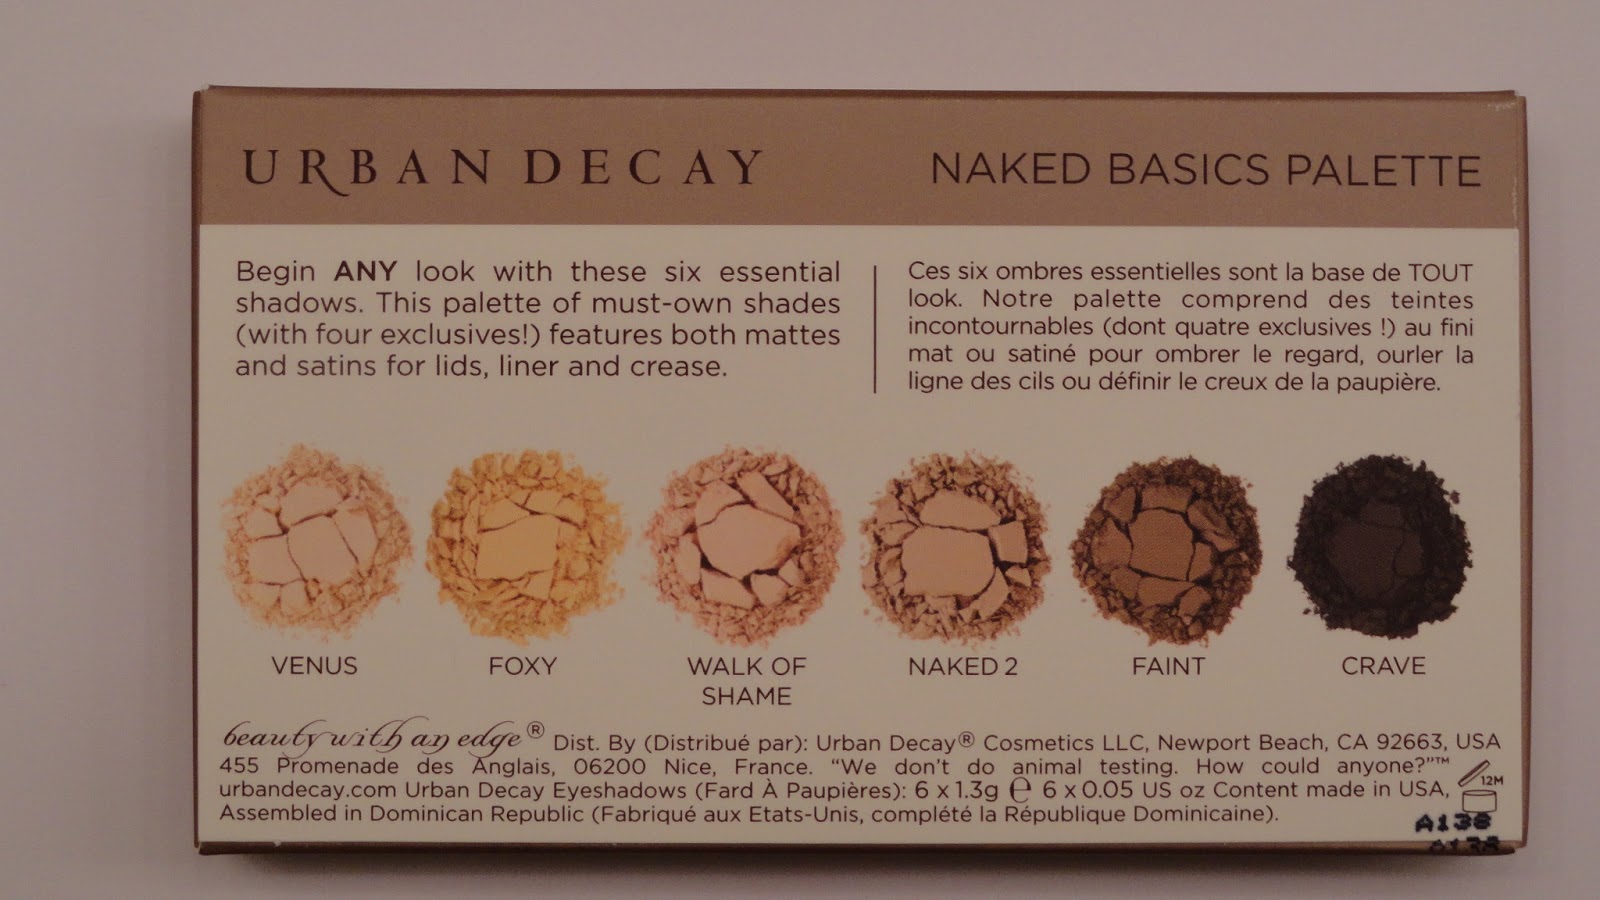 URBAN DECAY
NAKED BASICS PALETTE
Begin ANY look with these six essential
shadows. This palette of must-own shades
(with four exclusives!) features both mattes
and satins for lids, liner and crease.
Ces six ombres essentielles sont la base de TOUT
look. Notre palette comprend des teintes
incontournables (dont quatre exclusives !) au fini
mat ou satiné pour ombrer le regard, ourler la
ligne des cils ou définir le creux de la paupière.
VENUS
FOXY
WALK OF
SHAME
NAKED 2
FAINT
CRAVE
beauty with an edge® Dist. By (Distribué par): Urban Decay® Cosmetics LLC, Newport Beach, CA 92663, USA
455 Promenade des Anglais, 06200 Nice, France. “We don't do animal testing. How could anyone?”™
urbandecay.com Urban Decay Eyeshadows (Fard À Paupières): 6 x 1.3g ℮ 6 x 0.05 US oz Content made in USA,
Assembled in Dominican Republic (Fabriqué aux Etats-Unis, complété la République Dominicaine).
12M
A138
A138